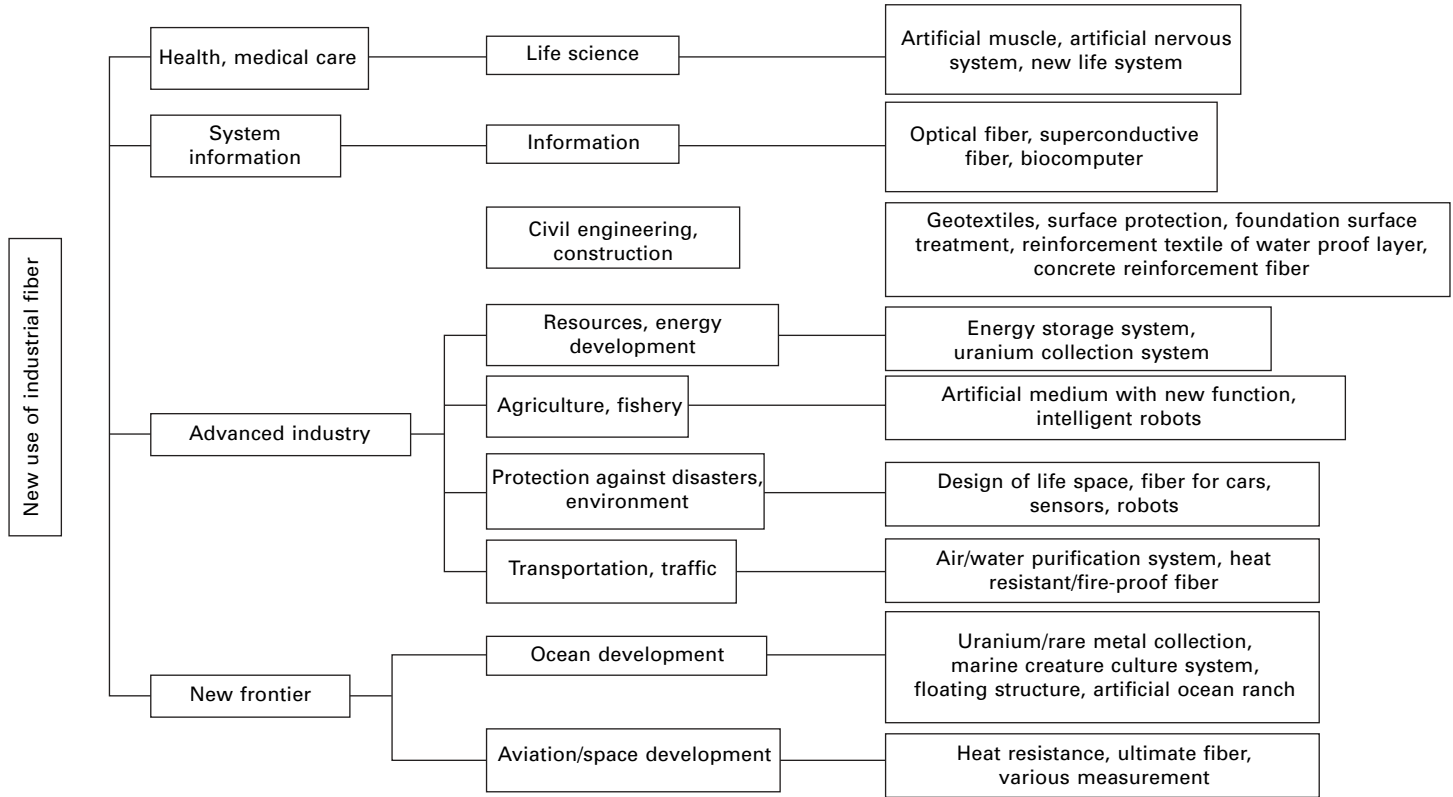 New use of industrial fiber
Health, medical care
Life science
Artificial muscle, artificial nervous
system, new life system
System
information
Information
Optical fiber, superconductive
fiber, biocomputer
Civil engineering,
construction
Geotextiles, surface protection, foundation surface
treatment, reinforcement textile of water proof layer,
concrete reinforcement fiber
Advanced industry
Resources, energy
development
Energy storage system,
uranium collection system
Agriculture, fishery
Artificial medium with new function,
intelligent robots
Protection against disasters,
environment
Design of life space, fiber for cars,
sensors, robots
Transportation, traffic
Air/water purification system, heat
resistant/fire-proof fiber
New frontier
Ocean development
Uranium/rare metal collection,
marine creature culture system,
floating structure, artificial ocean ranch
Aviation/space development
Heat resistance, ultimate fiber,
various measurement